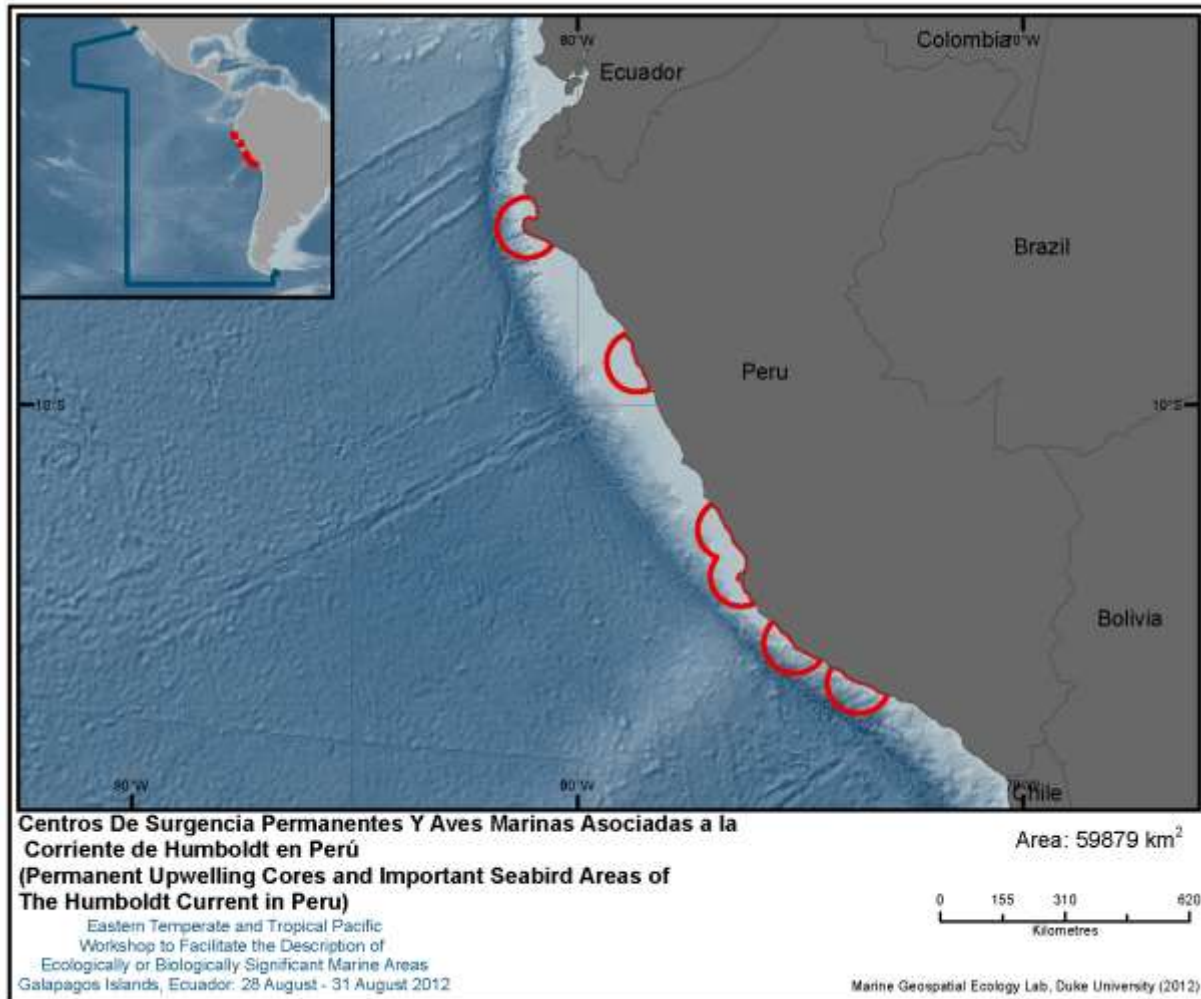 80°W
Colombia
70°W
Ecuador
Brazil
Peru
10°S
10°S
Bolivia
90°W
80°W
70°W
Chile
Centros De Surgencia Permanentes Y Aves Marinas Asociadas a la
Corriente de Humboldt en Perú
(Permanent Upwelling Cores and Important Seabird Areas of
The Humboldt Current in Peru)
Area: 59879 km²
Eastern Temperate and Tropical Pacific
Workshop to Facilitate the Description of
Ecologically or Biologically Significant Marine Areas
Galapagos Islands, Ecuador: 28 August - 31 August 2012
0 155 310 620
Kilometres
Marine Geospatial Ecology Lab, Duke University (2012)